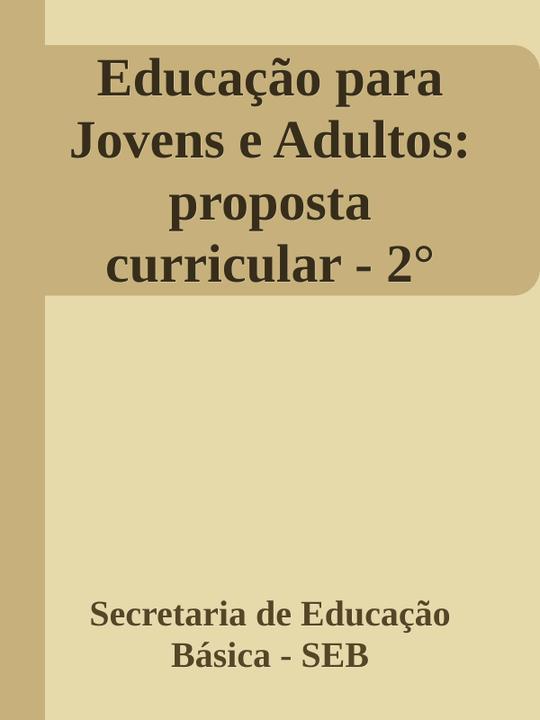 Educação para
Jovens e Adultos:
proposta
curricular - 2°
Secretaria de Educação
Básica - SEB